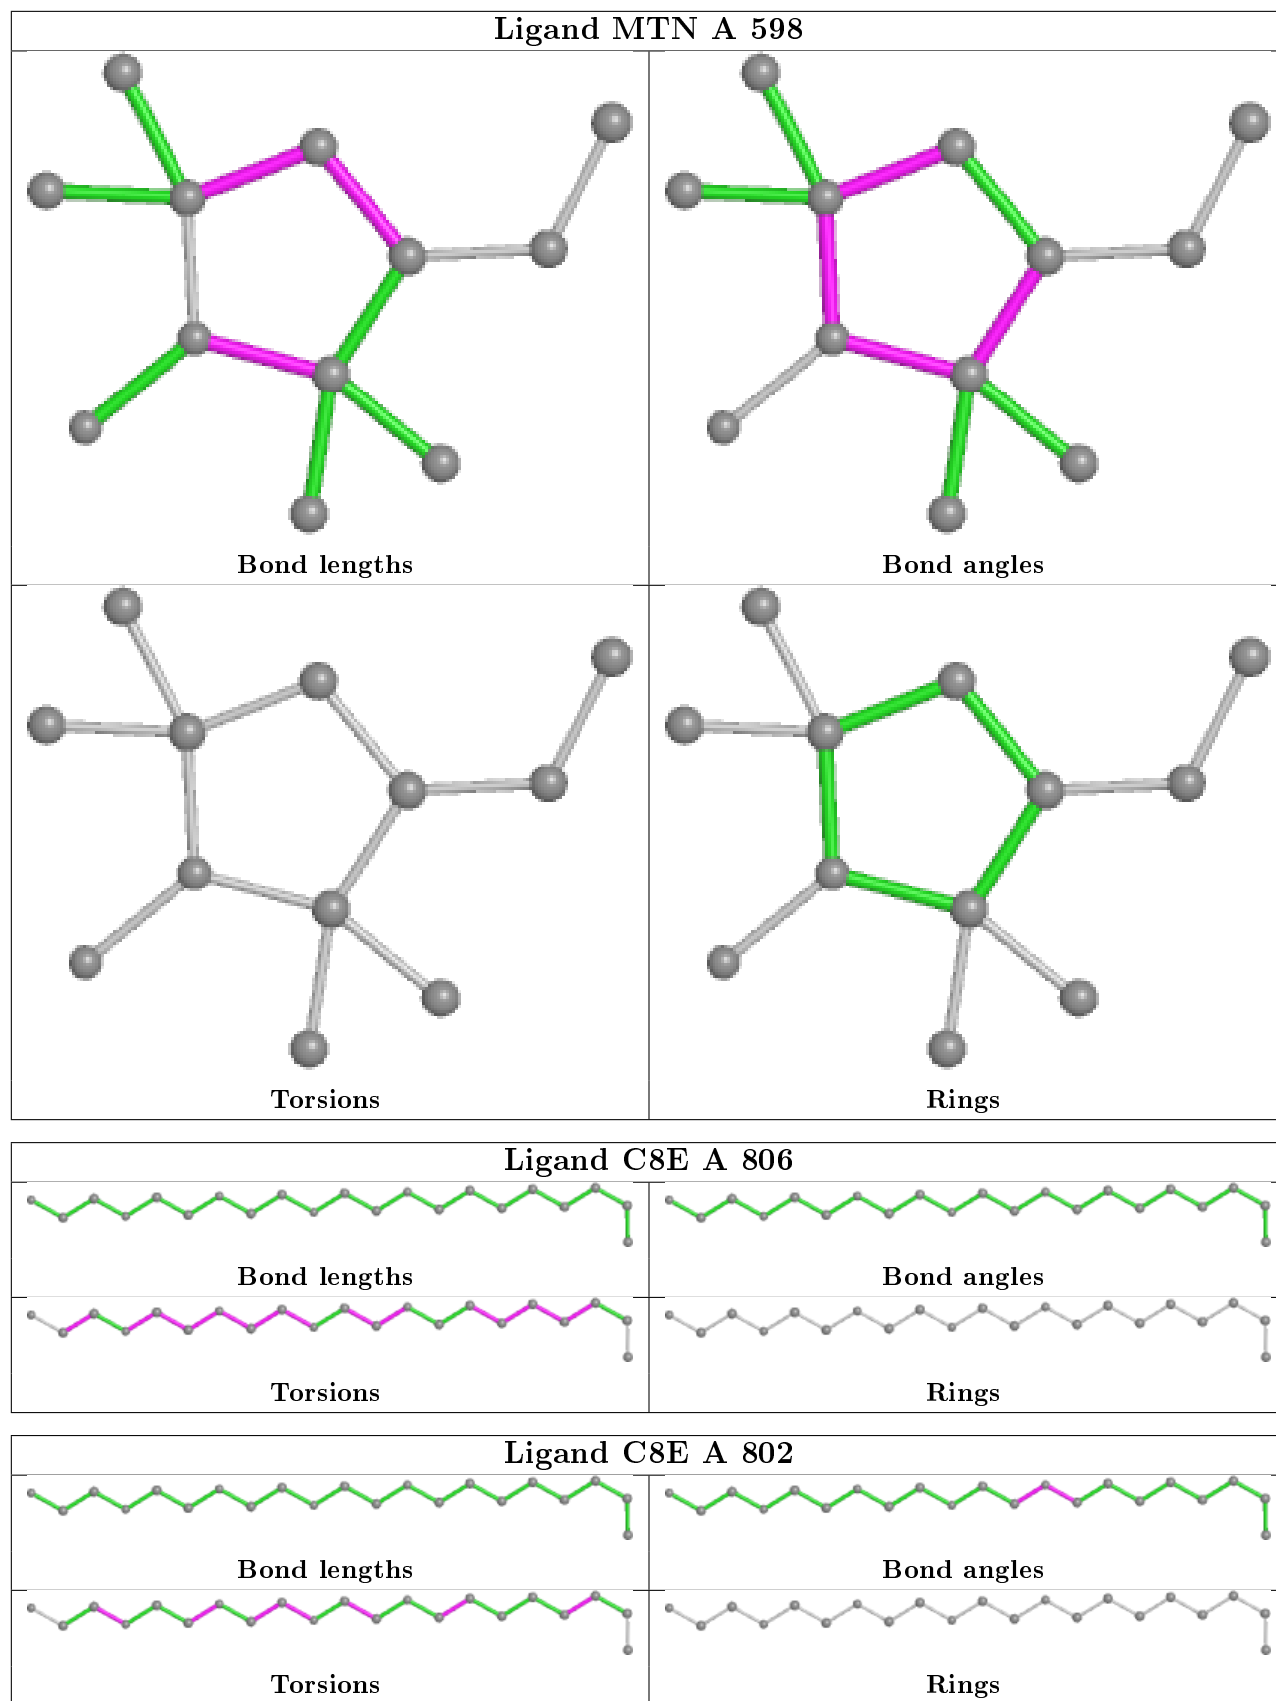 Ligand MTN A 598
Bond lengths
Bond angles
Torsions
Rings
Ligand C8E A 806
Bond lengths
Bond angles
Torsions
Rings
Ligand C8E A 802
Bond lengths
Bond angles
Torsions
Rings